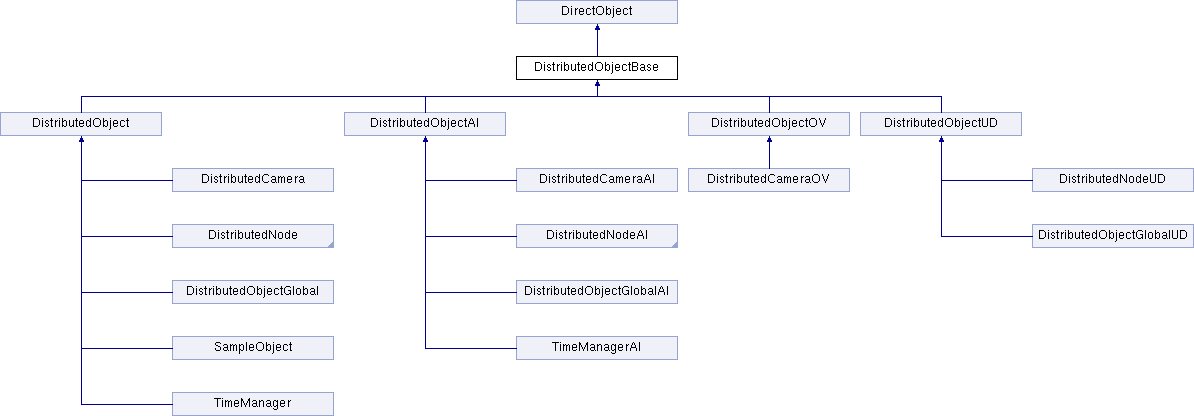 DirectObject
DistributedObjectBase
DistributedObject DistributedObjectAI DistributedObjectOV DistributedObjectUD
DistributedCamera DistributedCameraAI DistributedCameraOV DistributedNodeUD
DistributedNode DistributedNodeAI DistributedObjectGlobalUD
DistributedObjectGlobal DistributedObjectGlobalAI
SampleObject TimeManagerAI
TimeManager